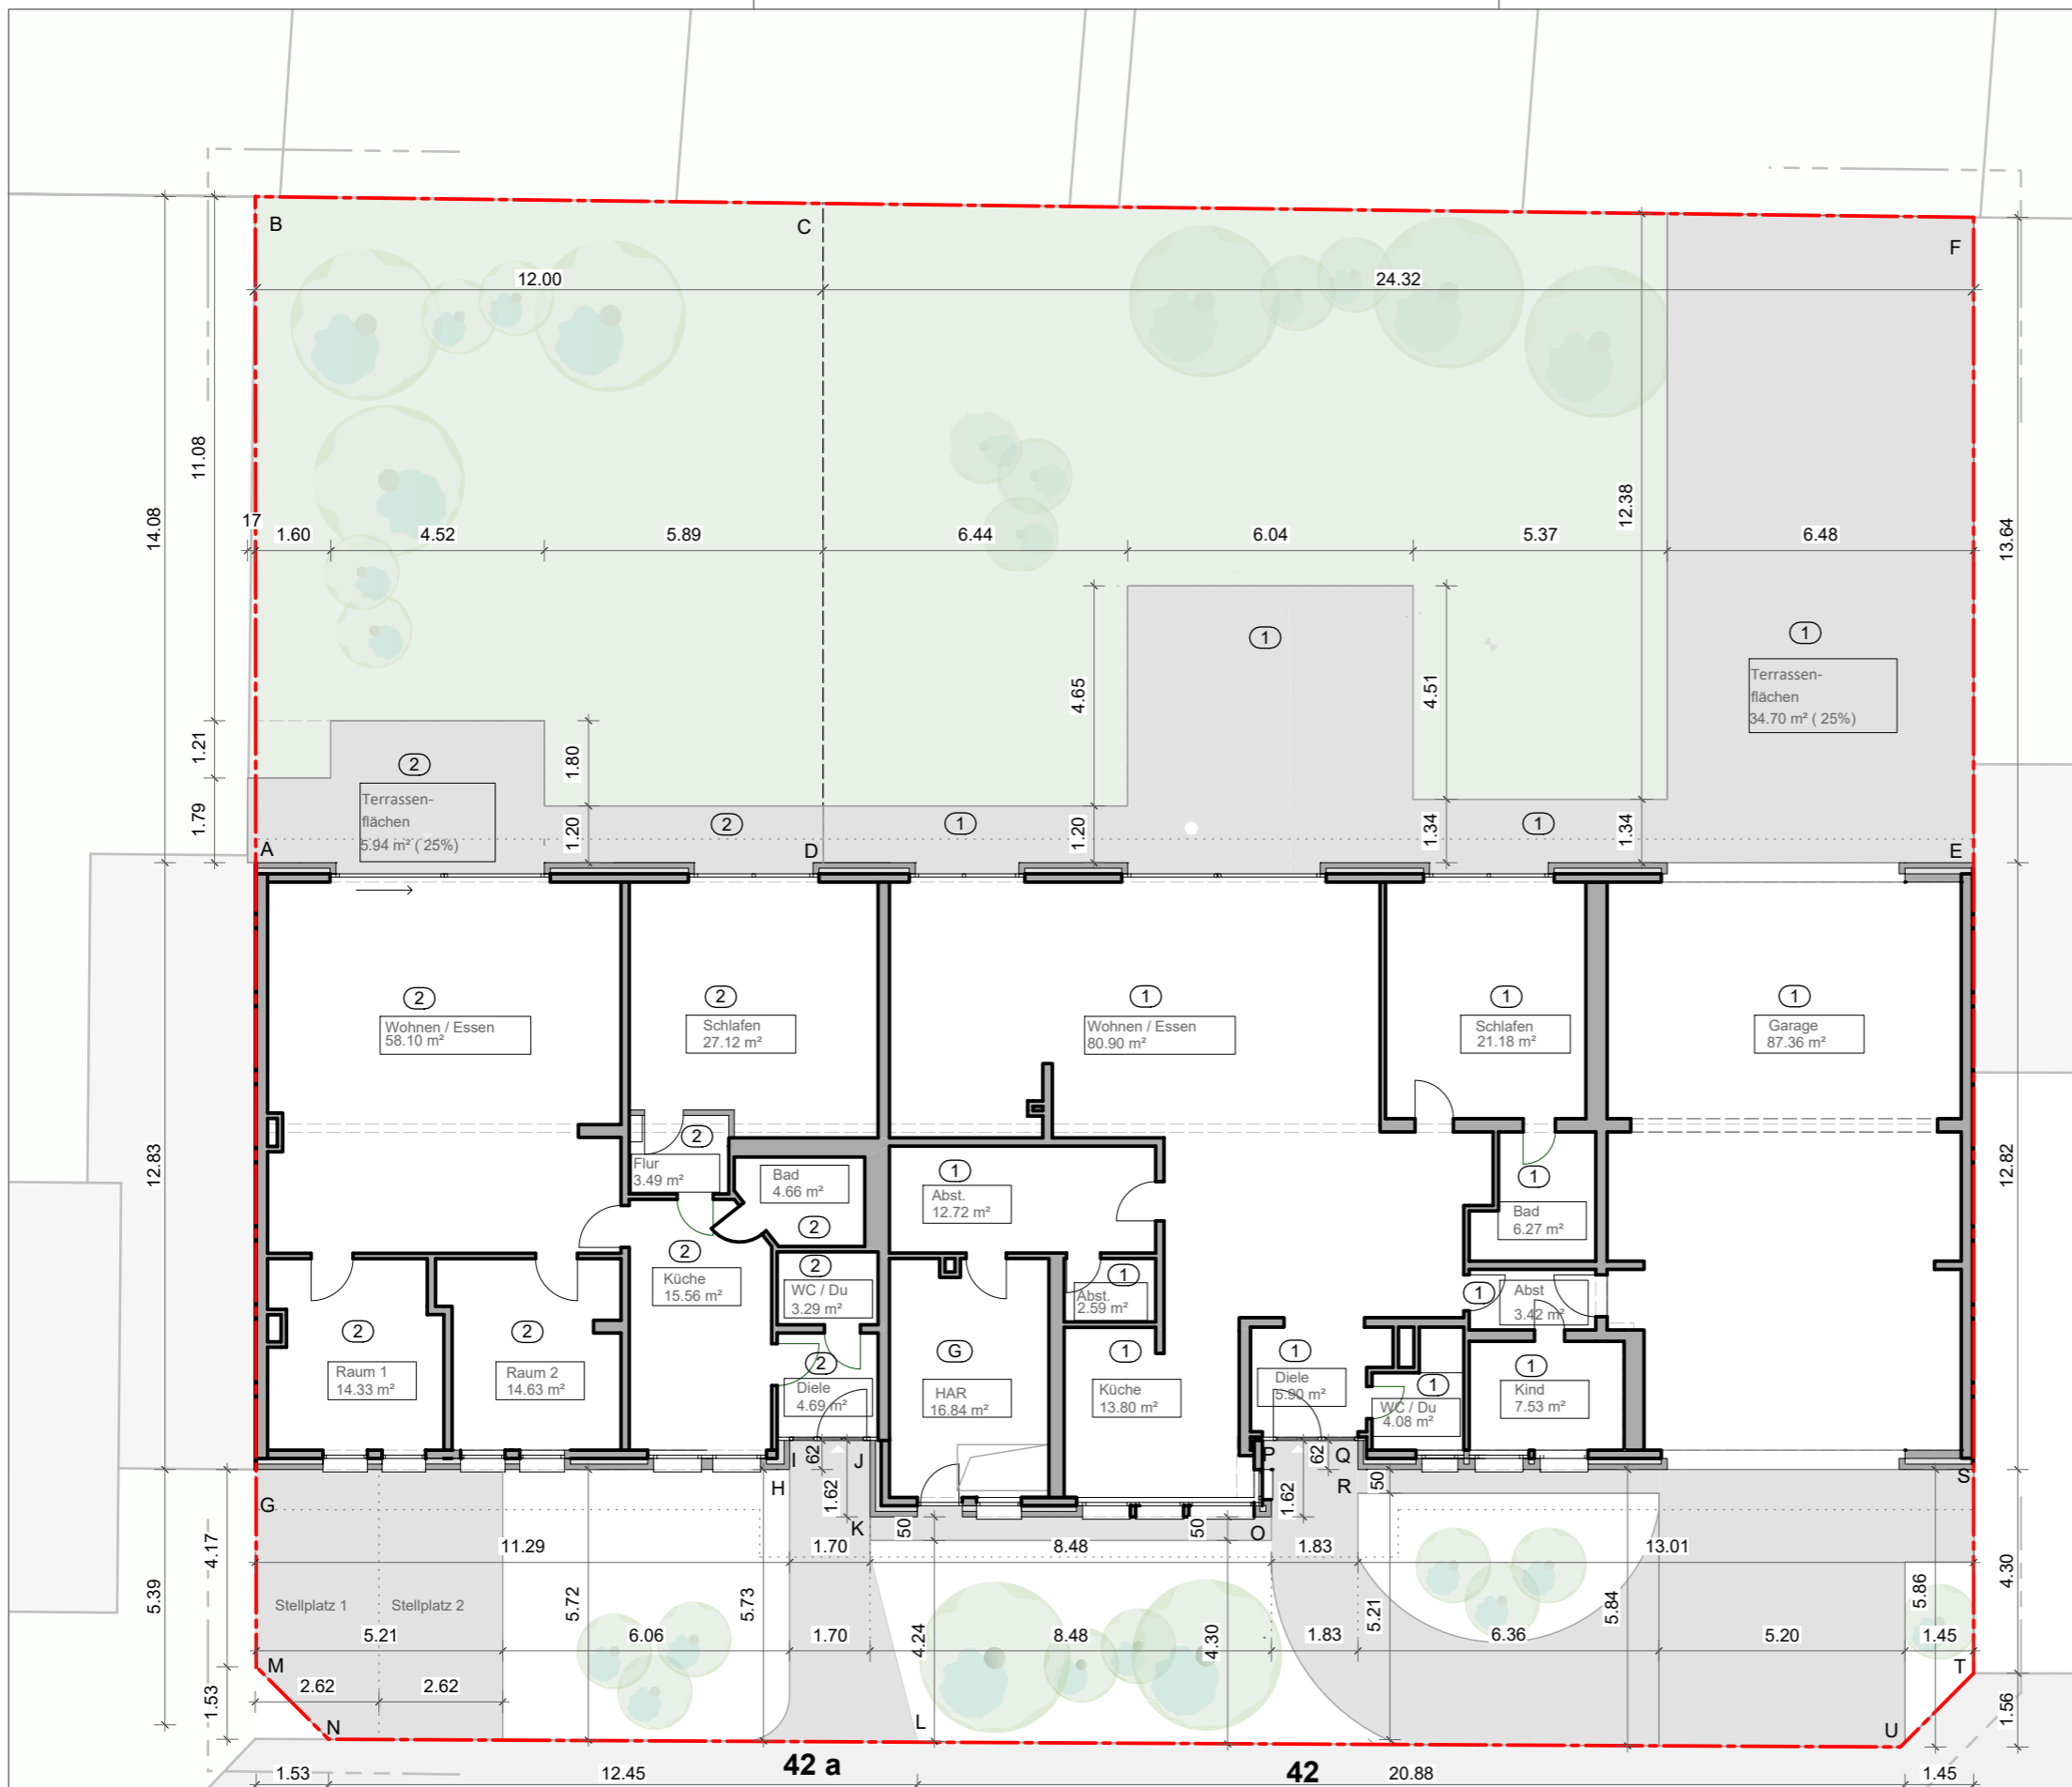 B
C
F
12.00
24.32
11.08
14.08
12.38
13.64
17
1.60
4.52
5.89
6.44
6.04
5.37
6.48
1
1
Terrassen-
flächen
34.70 m² ( 25%)
4.65
4.51
1.21
1.80
2
Terrassen-
flächen
5.94 m² ( 25%)
1.79
1.20
2
1
1.20
1.34
1
1.34
A
D
E
2
Wohnen / Essen
58.10 m²
2
Schlafen
27.12 m²
1
Wohnen / Essen
80.90 m²
1
Schlafen
21.18 m²
1
Garage
87.36 m²
12.83
12.82
2
Flur
3.49 m²
Bad
4.66 m²
2
1
Abst.
12.72 m²
1
Bad
6.27 m²
2
Küche
15.56 m²
2
WC / Du
3.29 m²
1
Abst.
2.59 m²
1
Abst
3.42 m²
2
Raum 1
14.33 m²
2
Raum 2
14.63 m²
2
Diele
4.69 m²
G
HAR
16.84 m²
1
Küche
13.80 m²
1
Diele
5.90 m²
1
WC / Du
4.08 m²
1
Kind
7.53 m²
I
62
J
P
62
Q
H
1.62
1.62
R
50
S
G
K
50
50
O
4.17
11.29
1.70
8.48
1.83
13.01
4.30
5.39
Stellplatz 1
Stellplatz 2
5.72
5.73
5.21
5.84
5.86
5.21
6.06
1.70
4.24
8.48
4.30
1.83
6.36
5.20
1.45
M
T
2.62
2.62
1.53
1.56
N
L
U
42 a
42
1.53
12.45
20.88
1.45